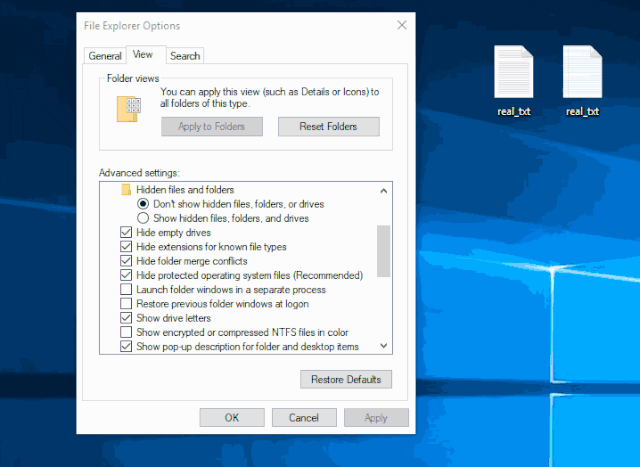 File Explorer Options
General
View
Search
Folder views
You can apply this view (such as Details or Icons) to
all folders of this type.
Apply to Folders
Reset Folders
Advanced settings:
Hidden files and folders
Don't show hidden files, folders, or drives
Show hidden files, folders, and drives
Hide empty drives
Hide extensions for known file types
Hide folder merge conflicts
Hide protected operating system files (Recommended)
Launch folder windows in a separate process
Restore previous folder windows at logon
Show drive letters
Show encrypted or compressed NTFS files in color
Show pop-up description for folder and desktop items
Restore Defaults
OK
Cancel
Apply
real_txt
real_txt